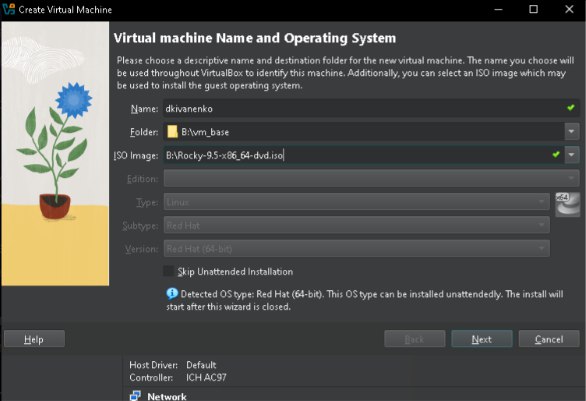 Create Virtual Machine
Virtual machine Name and Operating System
Please choose a descriptive name and destination folder for the new virtual machine. The name you choose will
be used throughout VirtualBox to identify this machine. Additionally, you can select an ISO image which may
be used to install the guest operating system.
Name: dkivanenko
Folder: B:\vm_base
ISO Image: B:\Rocky-9.5-x86_64-dvd.iso
Edition:
Type: Linux
x64
Subtype: Red Hat
Version: Red Hat (64-bit)
Skip Unattended Installation
Detected OS type: Red Hat (64-bit). This OS type can be installed unattendedly. The install will
start after this wizard is closed.
Help Back Next Cancel
Host Driver: Default
Controller: ICH AC97
Network